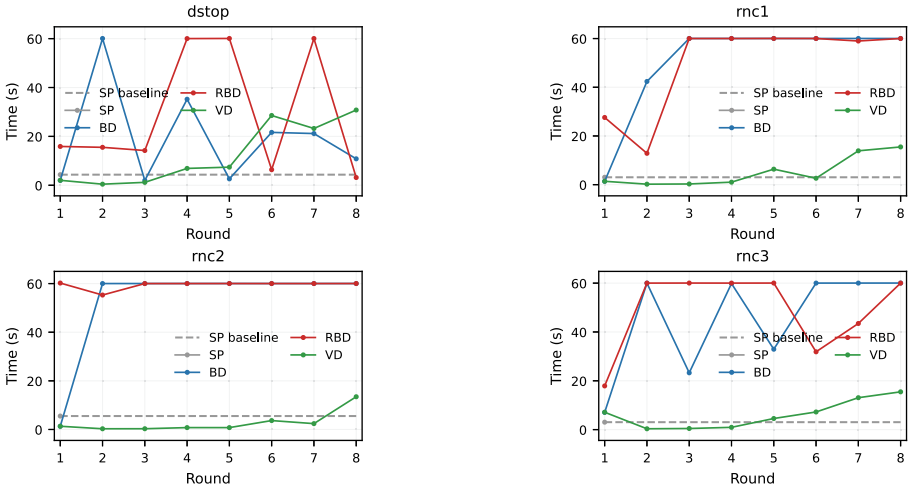 dstop
Time (s)
60
40
20
0
SP baseline
SP
BD
RBD
VD
1 2 3 4 5 6 7 8
Round
rnc1
Time (s)
60
40
20
0
SP baseline
SP
BD
RBD
VD
1 2 3 4 5 6 7 8
Round
rnc2
Time (s)
60
40
20
0
SP baseline
SP
BD
RBD
VD
1 2 3 4 5 6 7 8
Round
rnc3
Time (s)
60
40
20
0
SP baseline
SP
BD
RBD
VD
1 2 3 4 5 6 7 8
Round